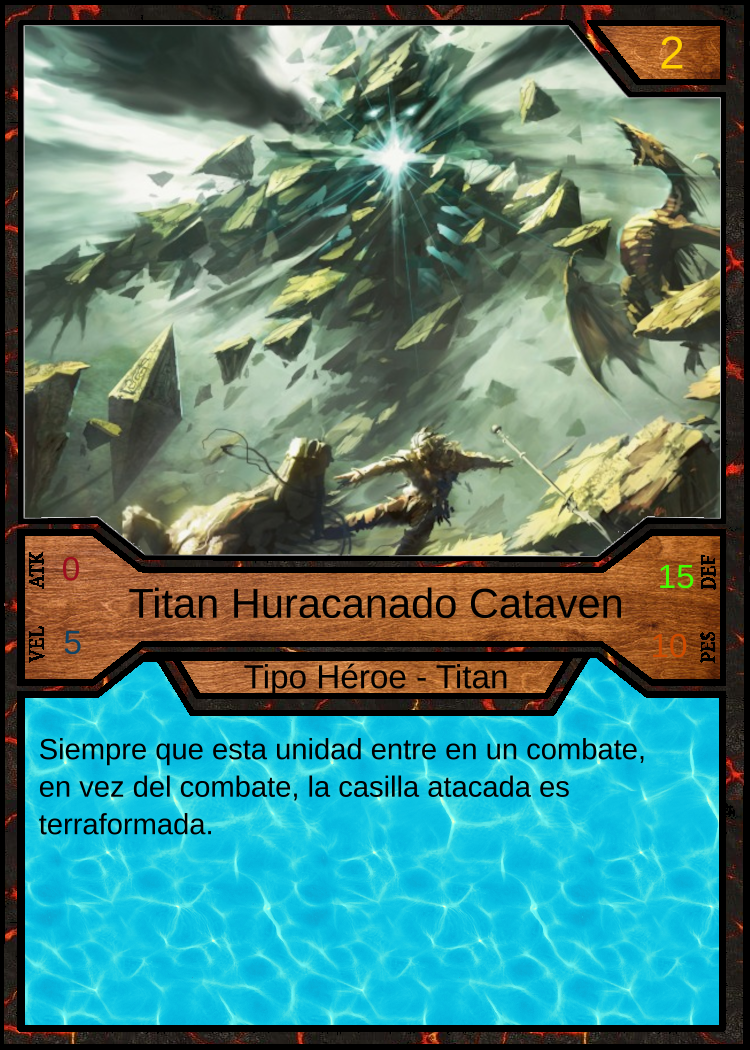 2
ATK 0
15 DEF
Titan Huracanado Cataven
VEL 5
10 PES
Tipo Héroe - Titan
Siempre que esta unidad entre en un combate,
en vez del combate, la casilla atacada es
terraformada.